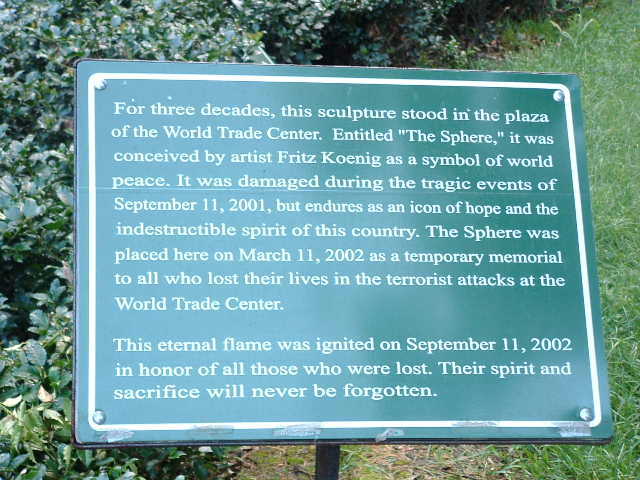 For three decades, this sculpture stood in the plaza
of the World Trade Center. Entitled "The Sphere," it was
conceived by artist Fritz Koenig as a symbol of world
peace. It was damaged during the tragic events of
September 11, 2001, but endures as an icon of hope and the
indestructible spirit of this country. The Sphere was
placed here on March 11, 2002 as a temporary memorial
to all who lost their lives in the terrorist attacks at the
World Trade Center.
This eternal flame was ignited on September 11, 2002
in honor of all those who were lost. Their spirit and
sacrifice will never be forgotten.